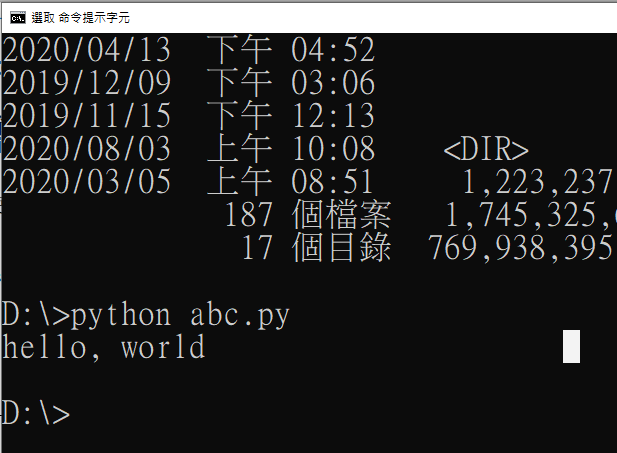 選取 命令提示字元
2020/04/13 下午 04:52
2019/12/09 下午 03:06
2019/11/15 下午 12:13
2020/08/03 上午 10:08 <DIR>
2020/03/05 上午 08:51 1,223,237
187 個檔案 1,745,325,
17 個目錄 769,938,395
D:\>python abc.py
hello, world
D:\>